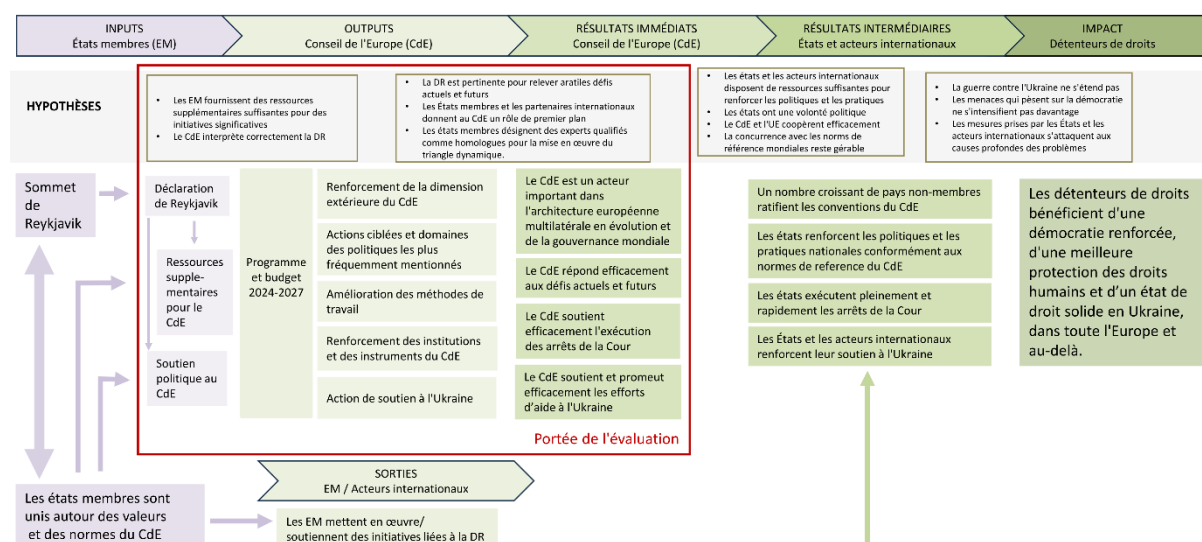 INPUTS
États membres (EM)
OUTPUTS
Conseil de l'Europe (CdE)
RÉSULTATS IMMÉDIATS
Conseil de l'Europe (CdE)
RÉSULTATS INTERMÉDIAIRES
États et acteurs internationaux
IMPACT
Détenteurs de droits
HYPOTHÈSES
• Les EM fournissent des ressources
supplémentaires suffisantes pour des
initiatives significatives
• Le CdE interprète correctement la DR
• La DR est pertinente pour relever aratiles défis
actuels et futurs
• Les États membres et les partenaires internationaux
donnent au CdE un rôle de premier plan
• Les états membres désignent des experts qualifiés
comme homologues pour la mise en œuvre du
triangle dynamique.
• Les états et les acteurs internationaux
disposent de ressources suffisantes pour
renforcer les politiques et les pratiques
• Les états ont une volonté politique
• Le CdE et l'UE coopèrent efficacement
• La concurrence avec les norms de
référence mondiales reste gérable
• La guerre contre l'Ukraine ne s'étend pas
• Les menaces qui pèsent sur la démocratie
ne s'intensifient pas davantage
• Les mesures prises par les États et les
acteurs internationaux s'attaquent aux
causes profondes des problèmes
Sommet
de
Reykjavik
Déclaration
de Reykjavik
Ressources
supple-
mentaires
pour le
CdE
Soutien
politique au
CdE
Programme
et budget
2024-2027
Renforcement de la dimension
extérieure du CdE
Actions ciblées et domaines
des politiques les plus
fréquemment mentionnés
Amélioration des méthodes de
travail
Renforcement des institutions
et des instruments du CdE
Action de soutien à l'Ukraine
Le CdE est un acteur
important dans
l'architecture européenne
multilatérale en évolution et
de la gouvernance mondiale
Le CdE répond efficacement
aux défis actuels et futurs
Le CdE soutient
efficacement l'exécution
des arrêts de la Cour
Le CdE soutient et promeut
efficacement les efforts
d’aide à l'Ukraine
Portée de l'évaluation
Un nombre croissant de pays non-membres
ratifient les conventions du CdE
Les états renforcent les politiques et les
pratiques nationales conformément aux
normes de reference du CdE
Les états exécutent pleinement et
rapidement les arrêts de la Cour
Les États et les acteurs internationaux
renforcent leur soutien à l'Ukraine
Les détenteurs de droits
bénéficient d'une
démocratie renforcée,
d'une meilleure
protection des droits
humains et d’un état de
droit solide en Ukraine,
dans toute l'Europe et
au-delà.
SORTIES
EM / Acteurs internationaux
Les états membres sont
unis autour des valeurs
et des normes du CdE
Les EM mettent en œuvre/
soutiennent des initiatives liées à la DR